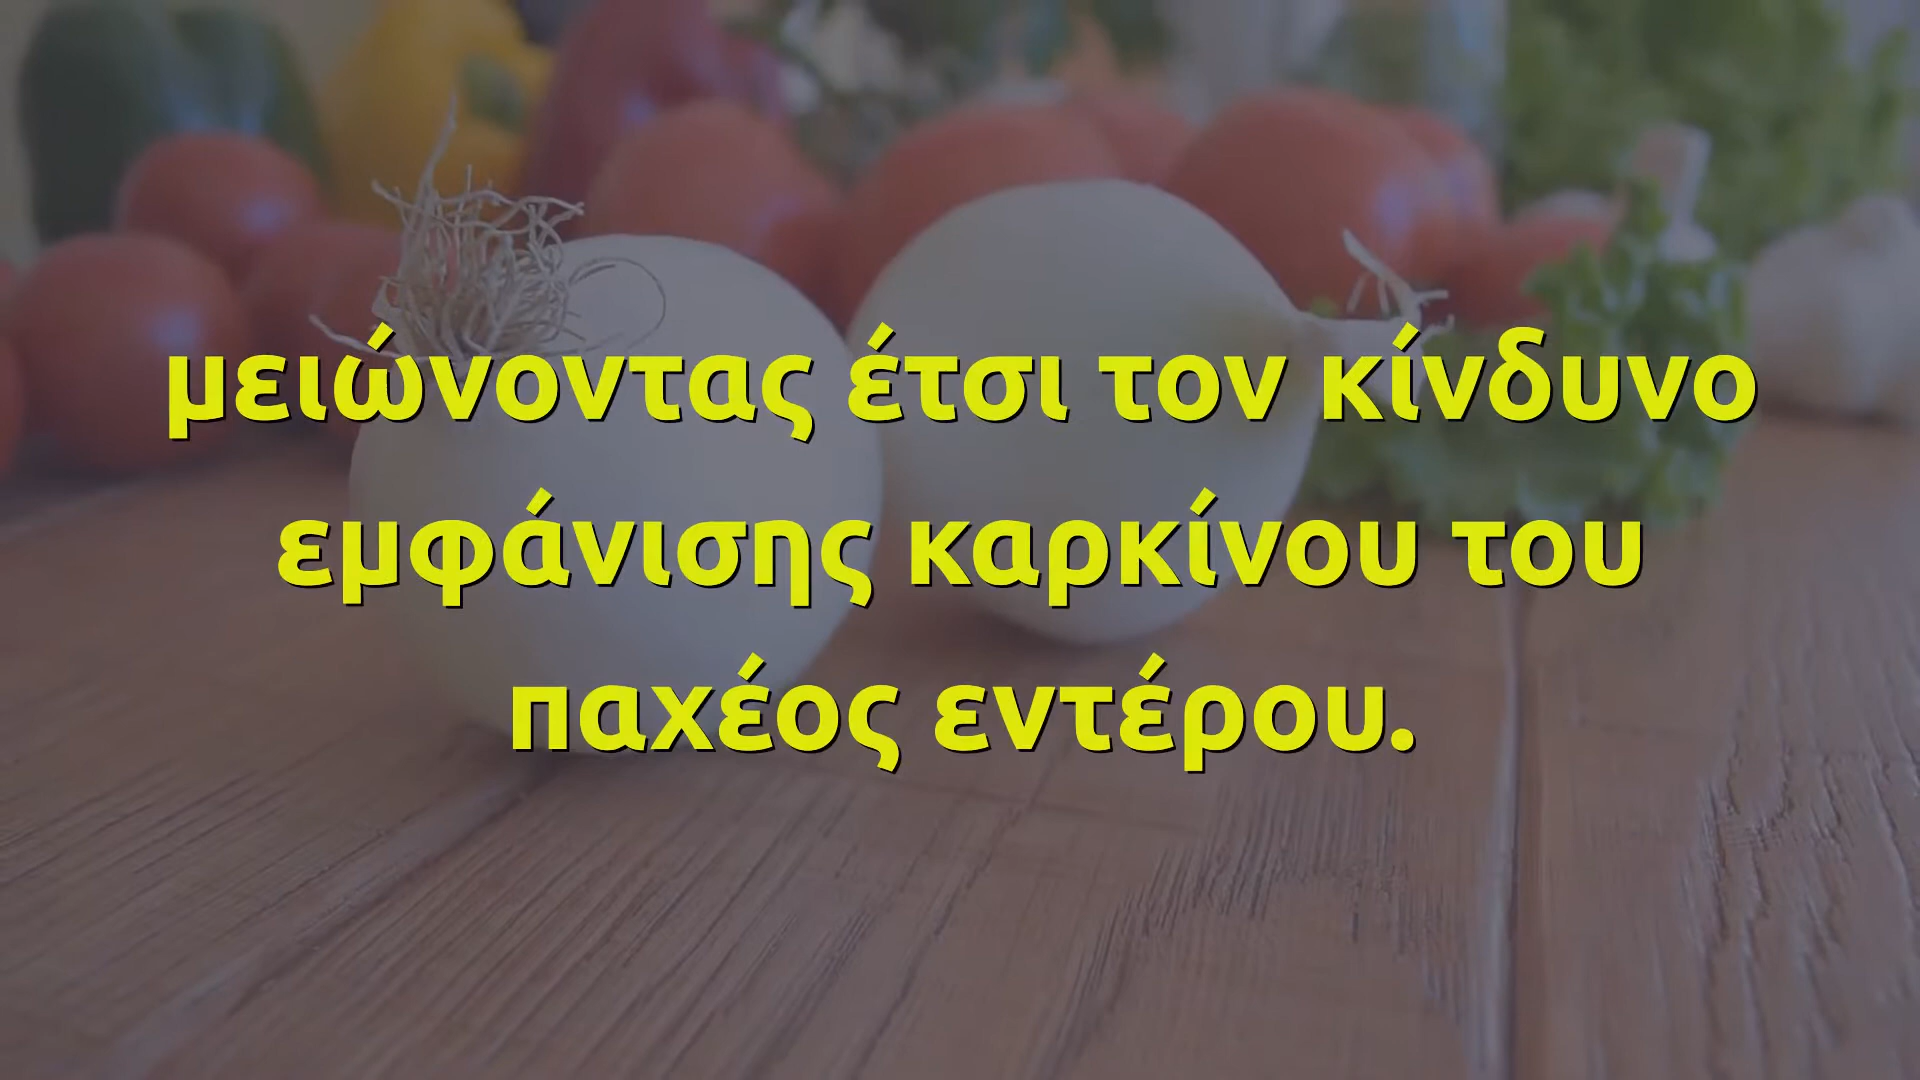 μειώνοντας έτσι τον κίνδυνο
εμφάνισης καρκίνου του
παχέος εντέρου.